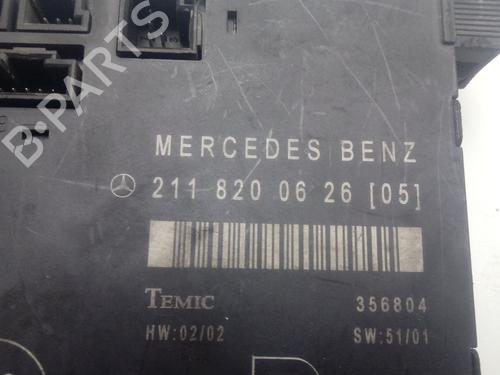 B-PARTS
MERCEDES BENZ
211 820 06 26 [05]
TEMIC 356804
HW:02/02 SW:51/01